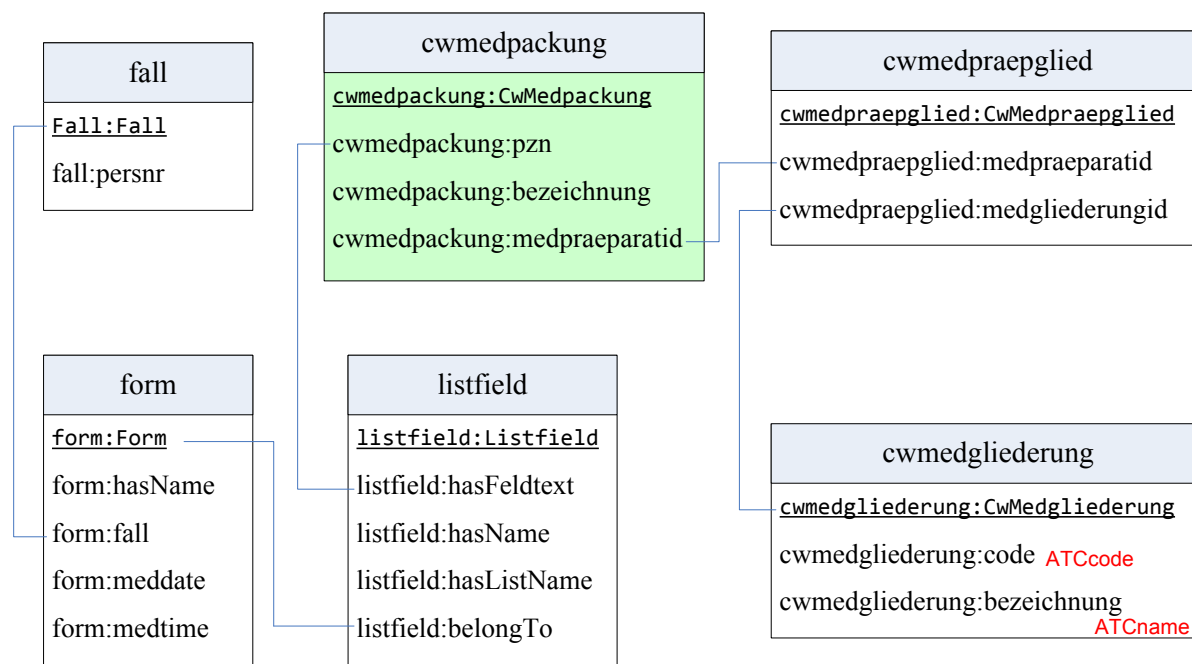 fall
Fall:Fall
fall:persnr
cwmedpackung
cwmedpackung:CwMedpackung
cwmedpackung:pzn
cwmedpackung:bezeichnung
cwmedpackung:medpraeparatid
cwmedpraepglied
cwmedpraepglied:CwMedpraepglied
cwmedpraepglied:medpraeparatid
cwmedpraepglied:medgliederungid
form
form:Form
form:hasName
form:fall
form:meddate
form:medtime
listfield
listfield:Listfield
listfield:hasFeldtext
listfield:hasName
listfield:hasListName
listfield:belongTo
cwmedgliederung
cwmedgliederung:CwMedgliederung
cwmedgliederung:code ATCcode
cwmedgliederung:bezeichnung
ATCname